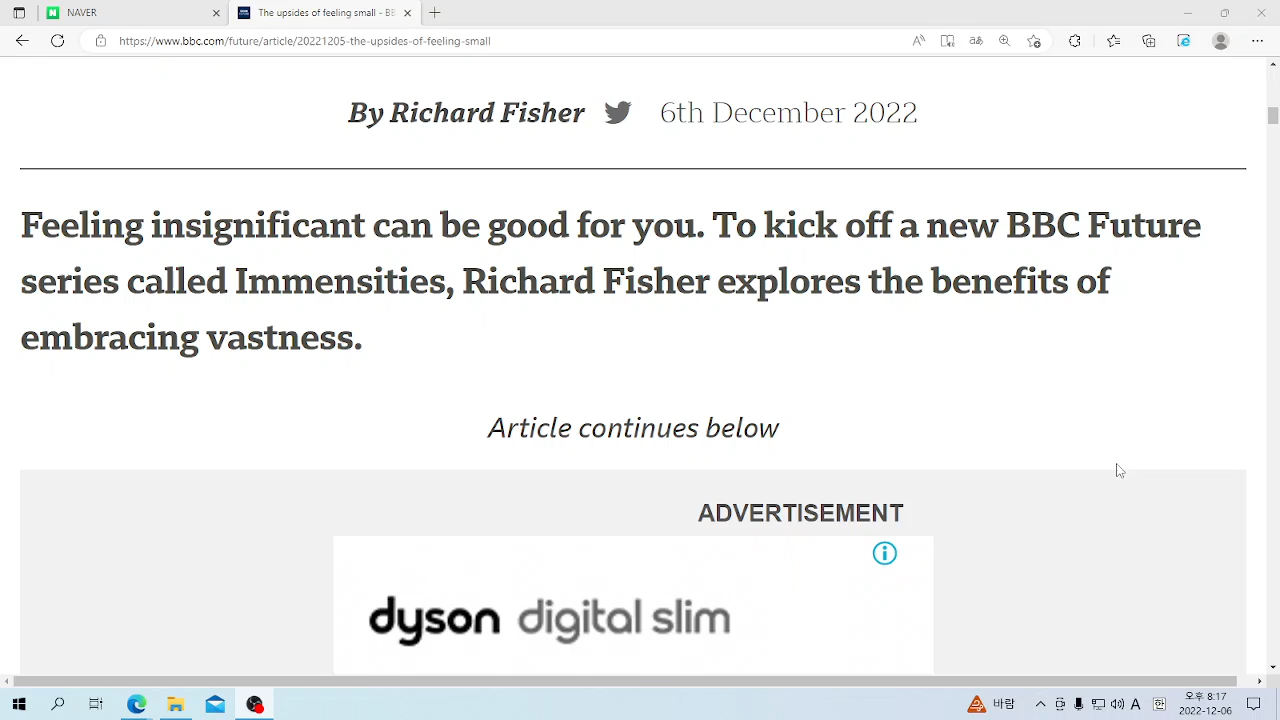 NAVER
The upsides of feeling small - BB
https://www.bbc.com/future/article/20221205-the-upsides-of-feeling-small
By Richard Fisher 6th December 2022
Feeling insignificant can be good for you. To kick off a new BBC Future
series called Immensities, Richard Fisher explores the benefits of
embracing vastness.
Article continues below
ADVERTISEMENT
dyson digital slim
바람
A
오후 8:17
2022-12-06